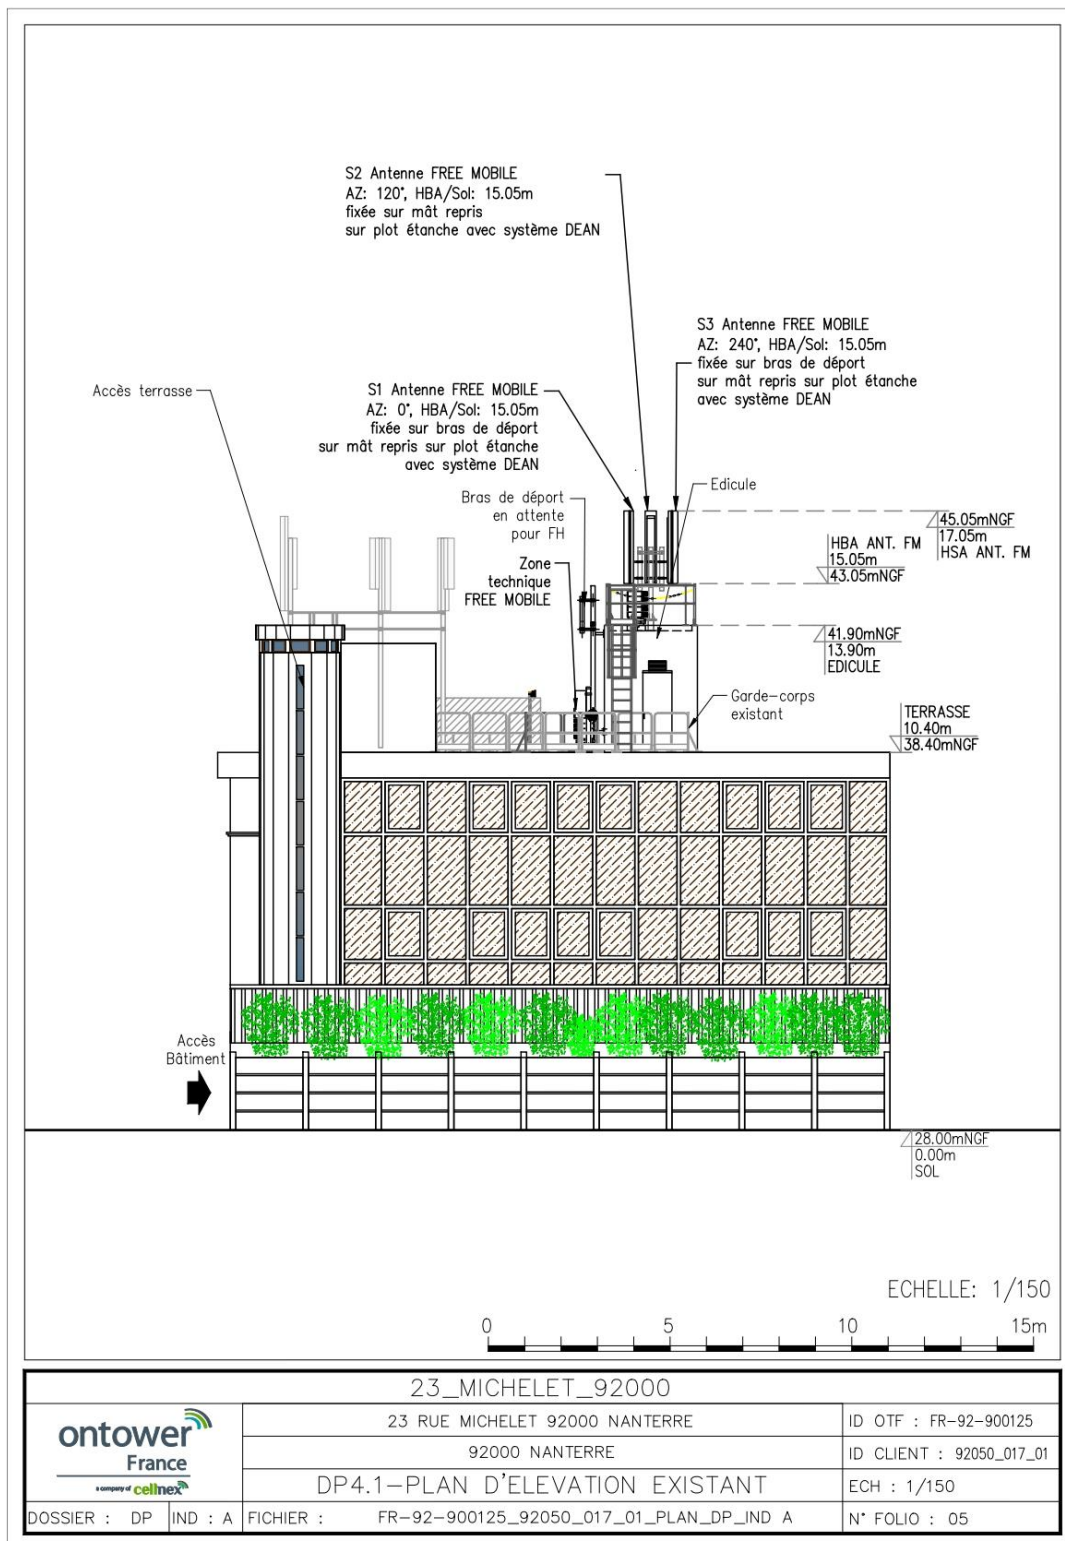 S2 Antenne FREE MOBILE
AZ: 120°, HBA/Sol: 15.05m
fixée sur mât repris
sur plot étanche avec système DEAN
S3 Antenne FREE MOBILE
AZ: 240°, HBA/Sol: 15.05m
fixée sur bras de déport
sur mât repris sur plot étanche
avec système DEAN
Accès terrasse
S1 Antenne FREE MOBILE
AZ: 0°, HBA/Sol: 15.05m
fixée sur bras de déport
sur mât repris sur plot étanche
avec système DEAN
Edicule
Bras de déport
en attente
pour FH
Zone
technique
FREE MOBILE
45.05mNGF
17.05m
HSA ANT. FM
HBA ANT. FM
15.05m
43.05mNGF
41.90mNGF
13.90m
EDICULE
Garde-corps
existant
TERRASSE
10.40m
38.40mNGF
Accès
Bâtiment
28.00mNGF
0.00m
SOL
ECHELLE: 1/150
0 5 10 15m
23_MICHELET_92000
ontower
France
a company of cellnex
23 RUE MICHELET 92000 NANTERRE
ID OTF : FR-92-900125
92000 NANTERRE
ID CLIENT : 92050_017_01
DP4.1-PLAN D'ELEVATION EXISTANT
ECH : 1/150
DOSSIER : DP
IND : A
FICHIER : FR-92-900125_92050_017_01_PLAN_DP_IND A
N° FOLIO : 05